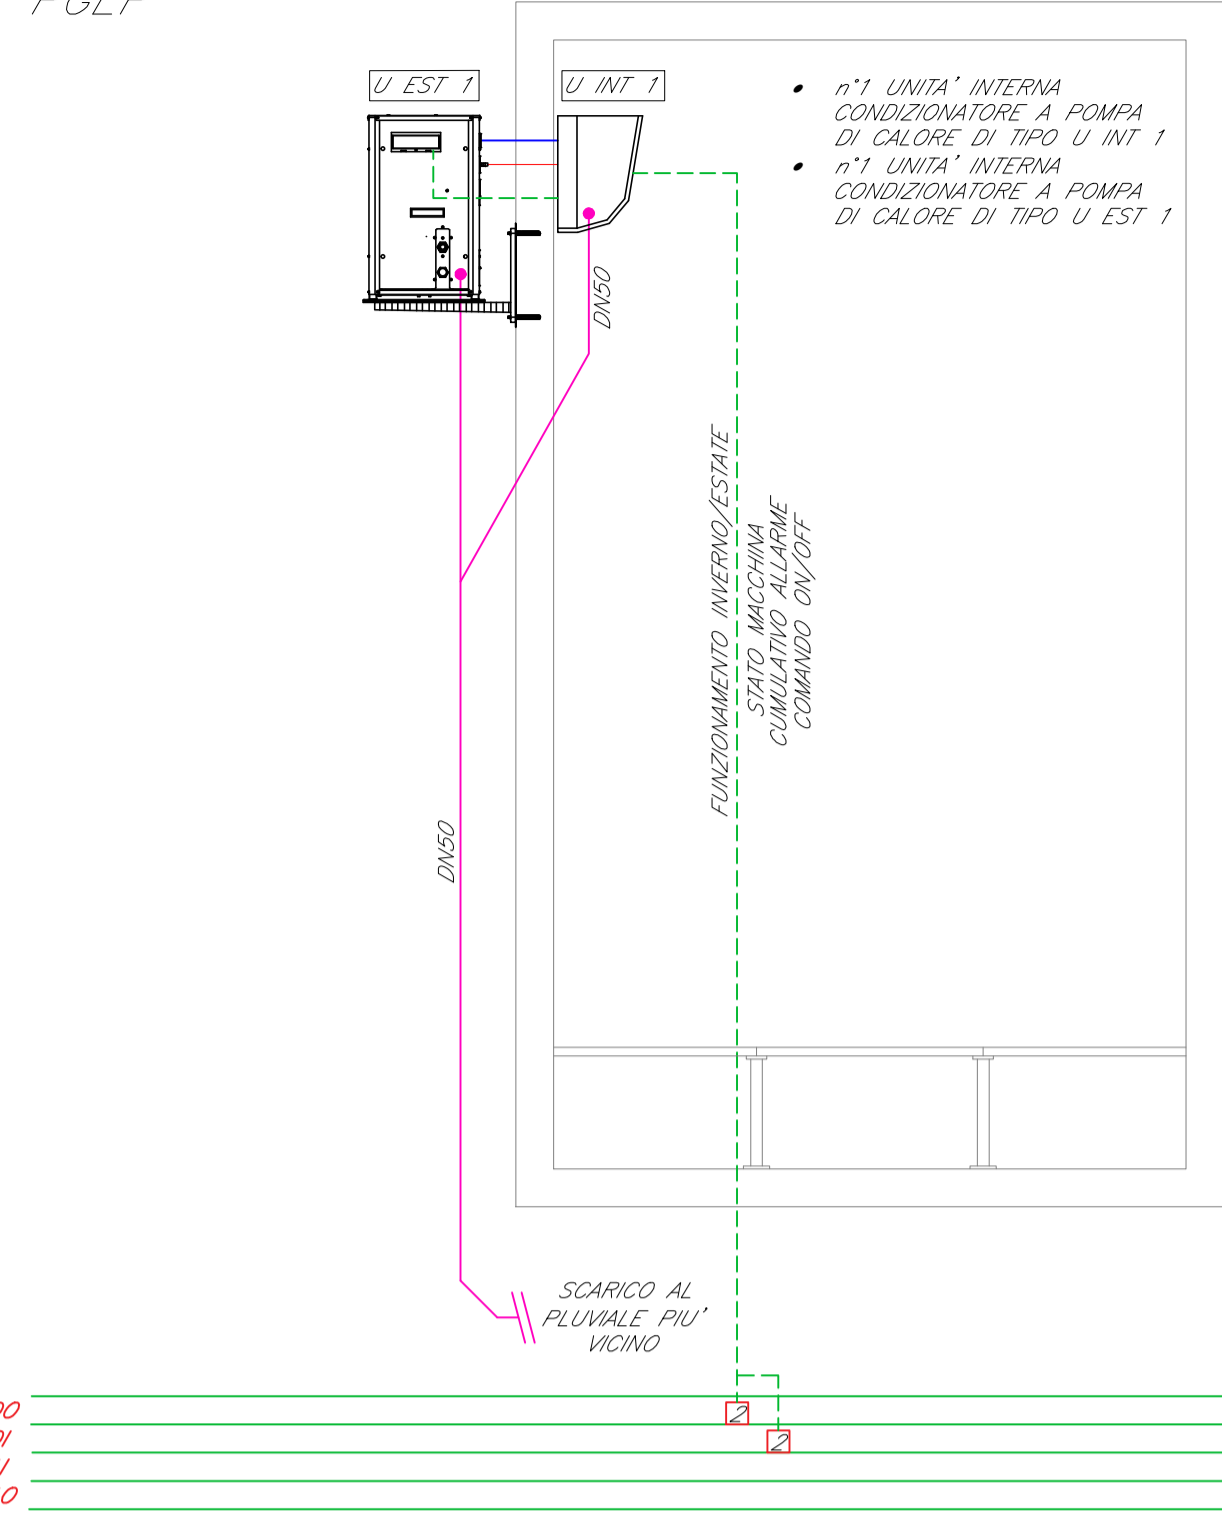 U EST 1
U INT 1
• n°1 UNITA' INTERNA
CONDIZIONATORE A POMPA
DI CALORE DI TIPO U INT 1
• n°1 UNITA' INTERNA
CONDIZIONATORE A POMPA
DI CALORE DI TIPO U EST 1
DN50
FUNZIONAMENTO INVERNO/ESTATE
STATO MACCHINA
CUMULATIVO ALLARME
COMANDO ON/OFF
DN50
SCARICO AL
PLUVIALE PIU'
VICINO
2
2